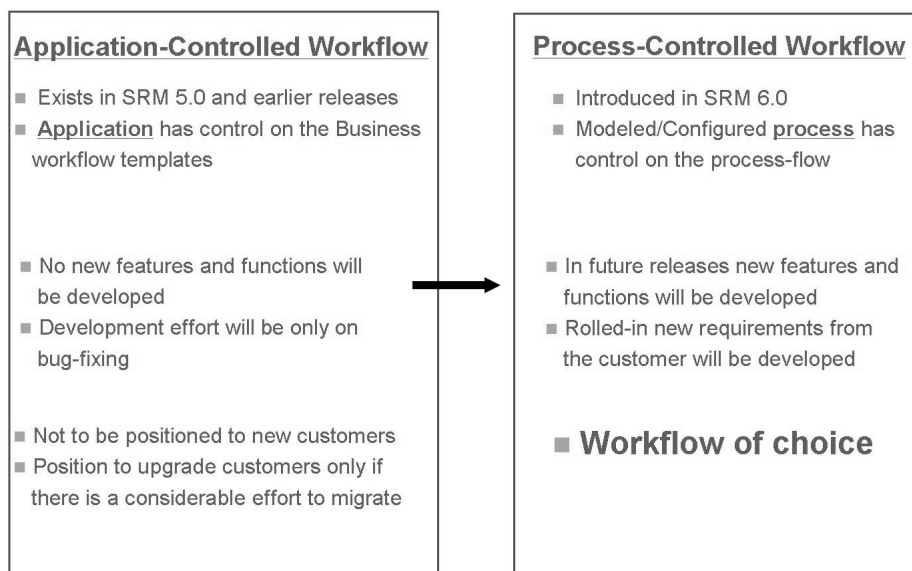 Application-Controlled Workflow
■ Exists in SRM 5.0 and earlier releases
■ Application has control on the Business
workflow templates
■ No new features and functions will
be developed
■ Development effort will be only on
bug-fixing
■ Not to be positioned to new customers
■ Position to upgrade customers only if
there is a considerable effort to migrate
Process-Controlled Workflow
■ Introduced in SRM 6.0
■ Modeled/Configured process has
control on the process-flow
■ In future releases new features and
functions will be developed
■ Rolled-in new requirements from
the customer will be developed
■ Workflow of choice